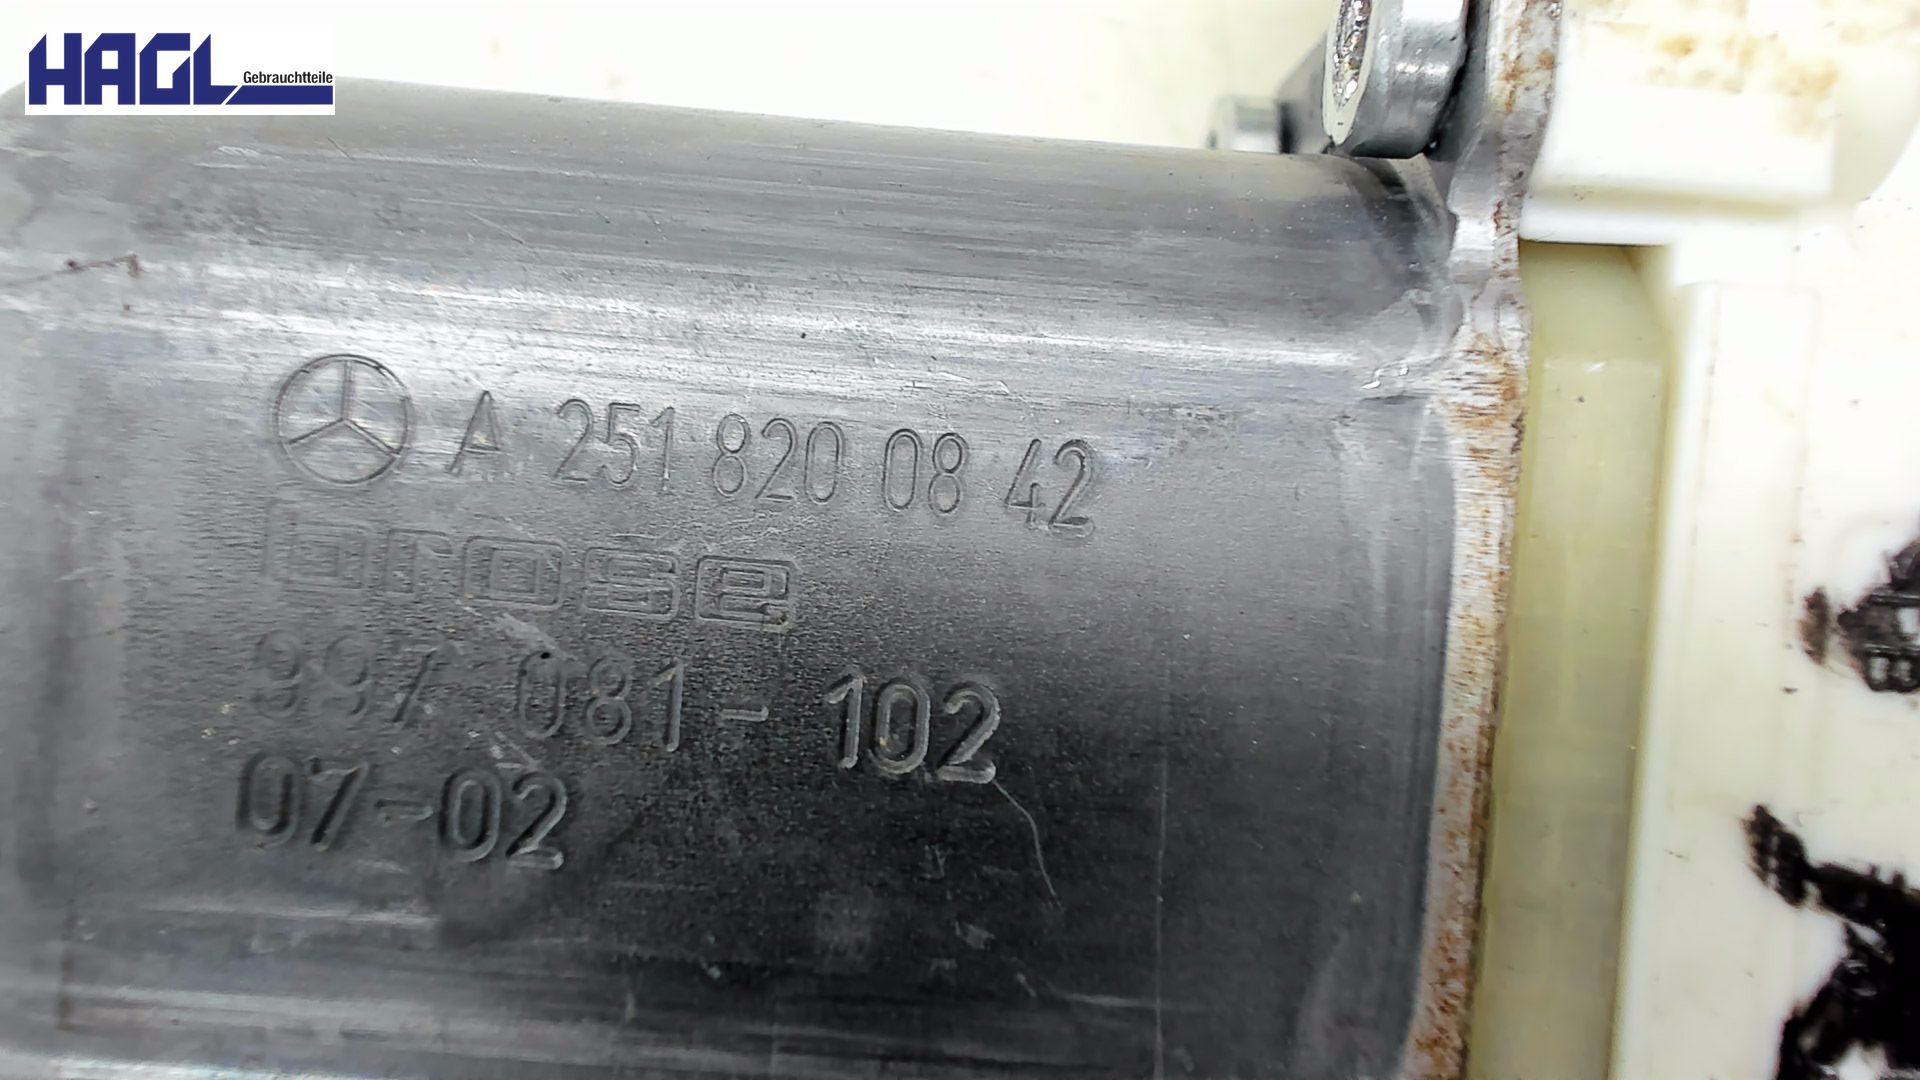 HAGL
Gebrauchtteile
A 251 820 08 42
brose
997 081-102
07-02